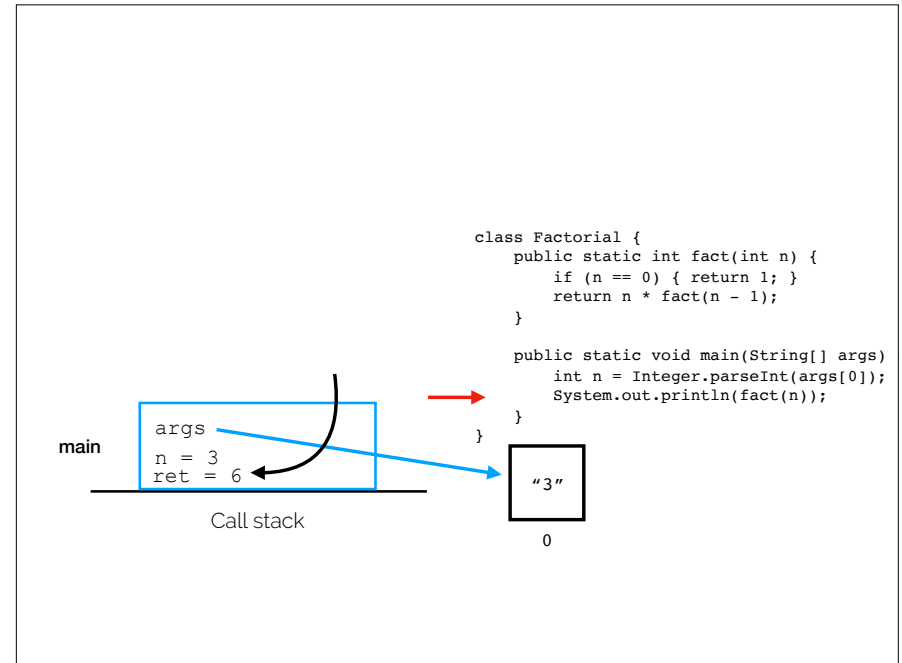 class Factorial {
    public static int fact(int n) {
        if (n == 0) { return 1; }
        return n * fact(n - 1);
    }
    public static void main(String[] args)
        int n = Integer.parseInt(args[0]);
        System.out.println(fact(n));
    }
}
main
args
n = 3
ret = 6
Call stack
“3”
0